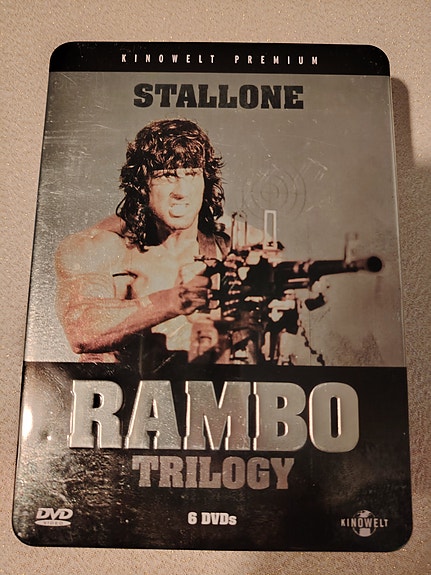 KINOWELT PREMIUM
STALLONE
RAMBO
TRILOGY
DVD
VIDEO
6 DVDs
KINOWELT